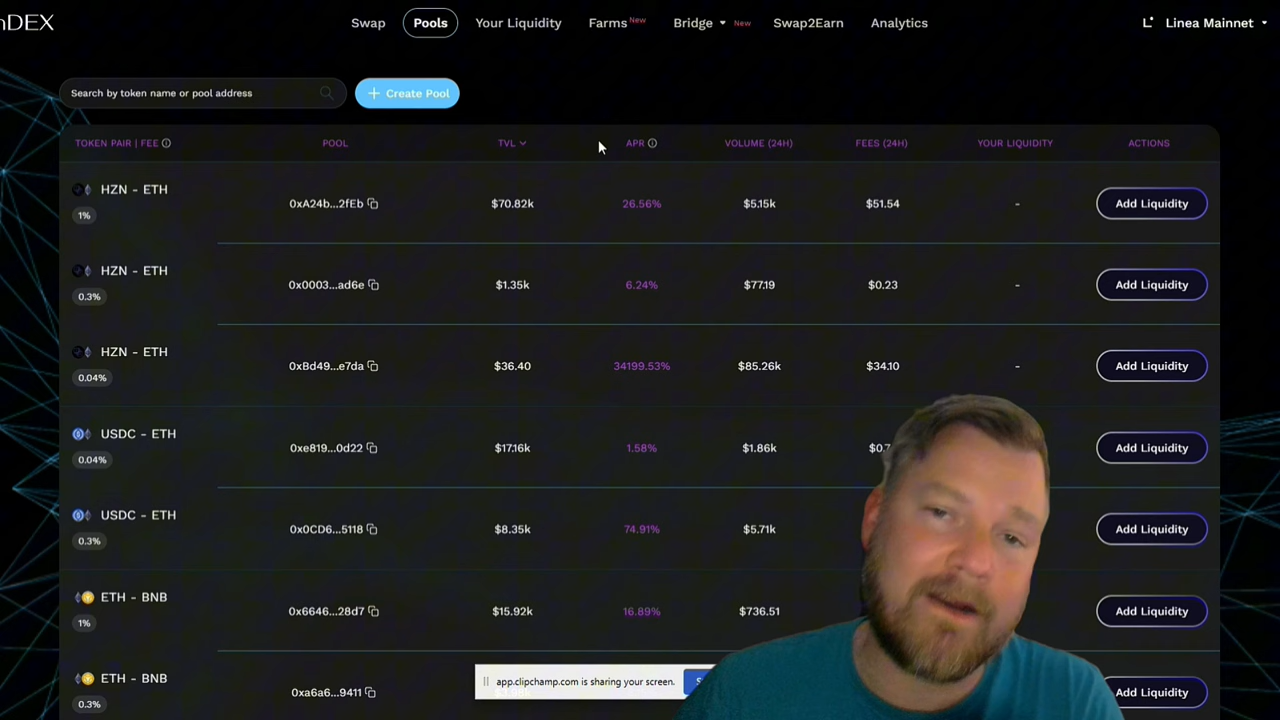 nDEX Swap Pools Your Liquidity Farms New Bridge New Swap2Earn Analytics Linea Mainnet
Search by token name or pool address Create Pool
TOKEN PAIR | FEE POOL TVL APR VOLUME (24H) FEES (24H) YOUR LIQUIDITY ACTIONS
HZN - ETH
1% 0xA24b...2fEb $70.82k 26.56% $5.15k $51.54 - Add Liquidity
HZN - ETH
0.3% 0x0003...ad6e $1.35k 6.24% $77.19 $0.23 - Add Liquidity
HZN - ETH
0.04% 0xBd49...e7da $36.40 34199.53% $85.26k $34.10 - Add Liquidity
USDC - ETH
0.04% 0xe819...0d22 $17.16k 1.58% $1.86k $0.7 Add Liquidity
USDC - ETH
0.3% 0x0CD6...5118 $8.35k 74.91% $5.71k Add Liquidity
ETH - BNB
1% 0x6646...28d7 $15.92k 16.89% $736.51 Add Liquidity
ETH - BNB
0.3% 0xa6a6...9411 Add Liquidity
app.clipchamp.com is sharing your screen. S